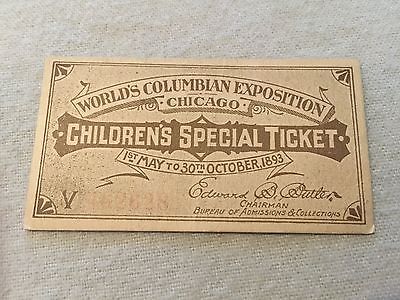 WORLD'S COLUMBIAN EXPOSITION
CHICAGO
CHILDREN'S SPECIAL TICKET
1ST MAY TO 30TH OCTOBER, 1893
Edward B. Butler
CHAIRMAN
BUREAU OF ADMISSIONS & COLLECTIONS
V